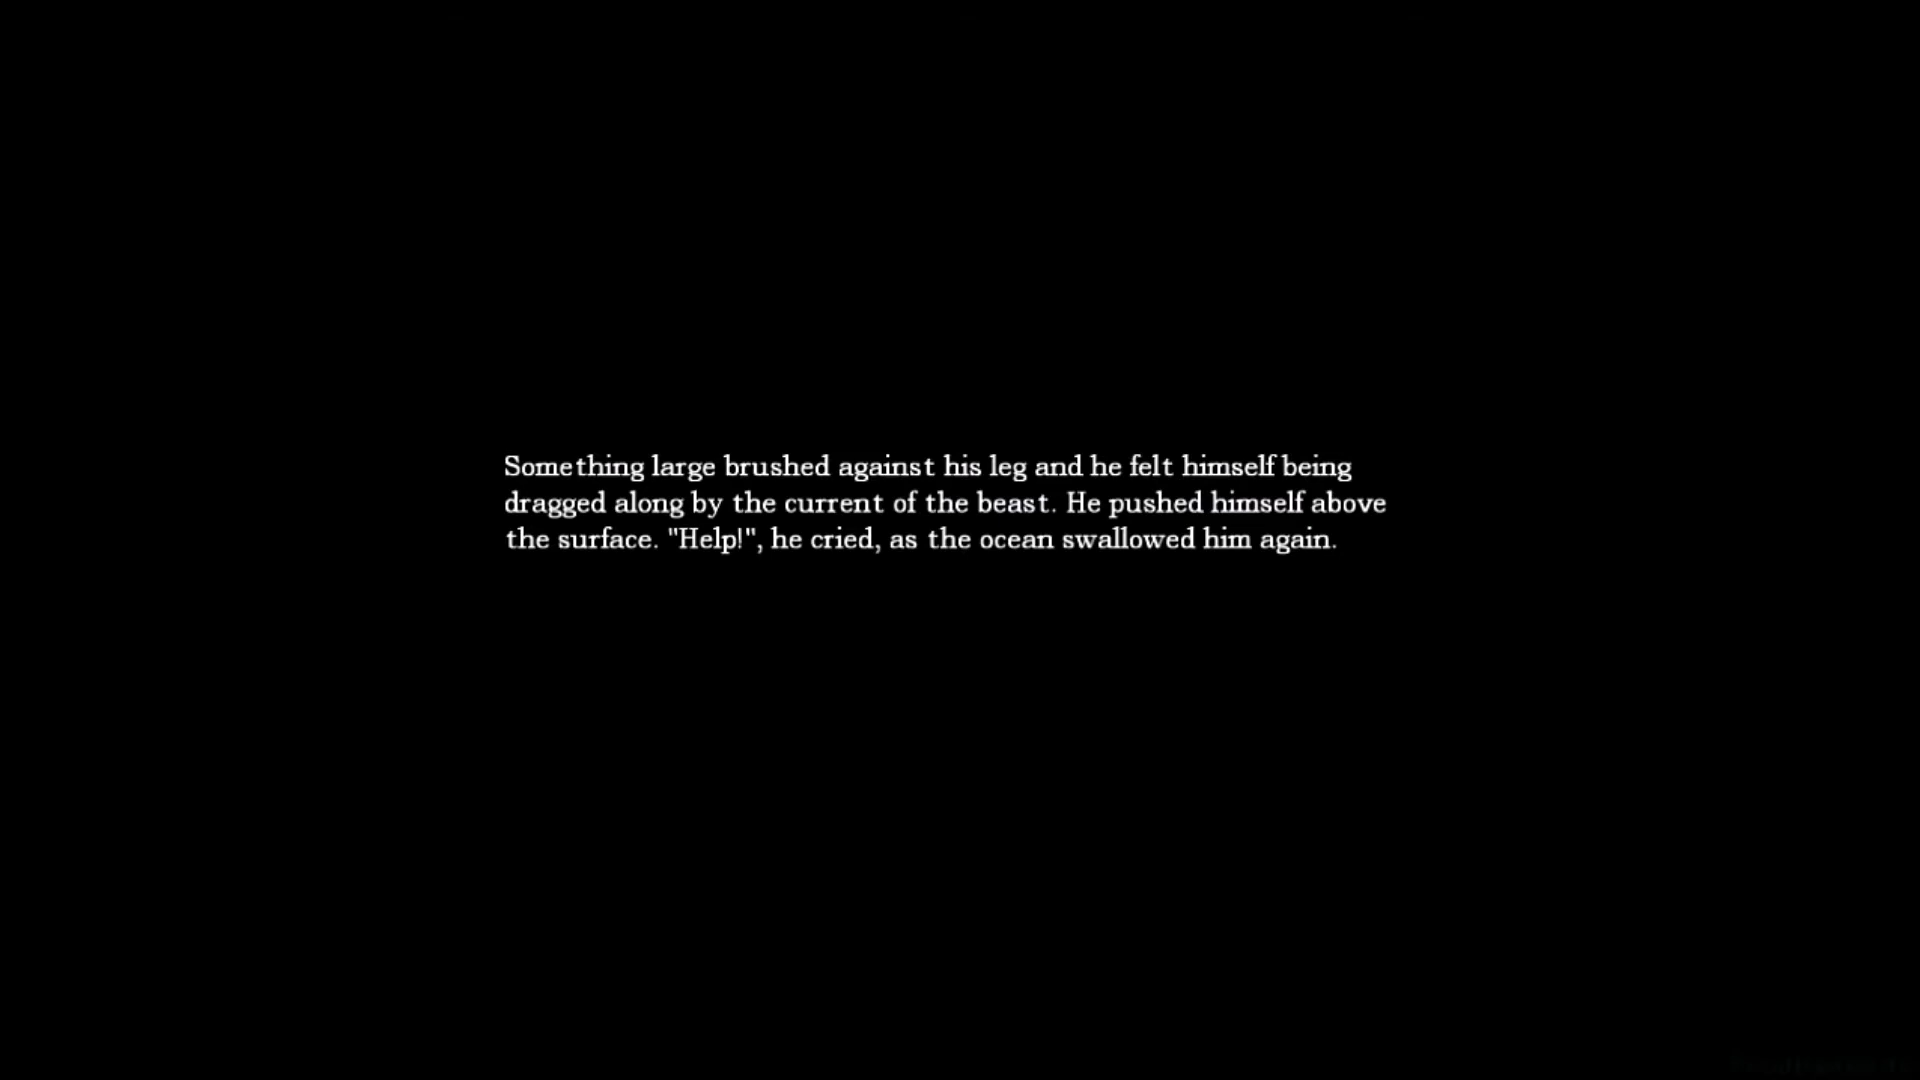 Something large brushed against his leg and he felt himself being
dragged along by the current of the beast. He pushed himself above
the surface. "Help!", he cried, as the ocean swallowed him again.